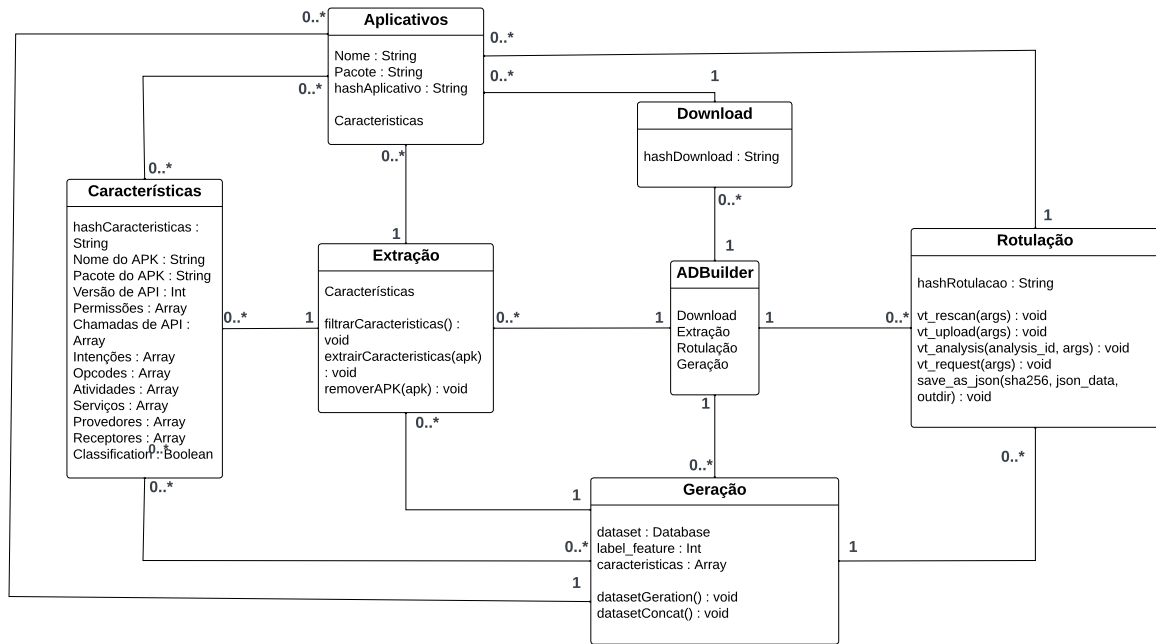 0..*
Aplicativos
0..*
Nome : String
Pacote : String
hashAplicativo : String
Caracteristicas
0..*
0..*
1
Download
hashDownload : String
0..*
0..*
0..*
Características
hashCaracteristicas :
String
Nome do APK : String
Pacote do APK : String
Versão de API : Int
Permissões : Array
Chamadas de API :
Array
Intenções : Array
Opcodes : Array
Atividades : Array
Serviços : Array
Provedores : Array
Receptores : Array
0..*
Classification : Boolean
0..*
0..*
1
1
Extração
Características
filtrarCaracteristicas() :
void
extrairCaracteristicas(apk)
: void
removerAPK(apk) : void
0..*
0..*
1
1
ADBuilder
Download
Extração
Rotulação
Geração
1
1
0..*
1
Rotulação
hashRotulacao : String
vt_rescan(args) : void
vt_upload(args) : void
vt_analysis(analysis_id, args) : void
vt_request(args) : void
save_as_json(sha256, json_data,
outdir) : void
0..*
0..*
1
0..*
1
1
Geração
dataset : Database
label_feature : Int
caracteristicas : Array
datasetGeration() : void
datasetConcat() : void